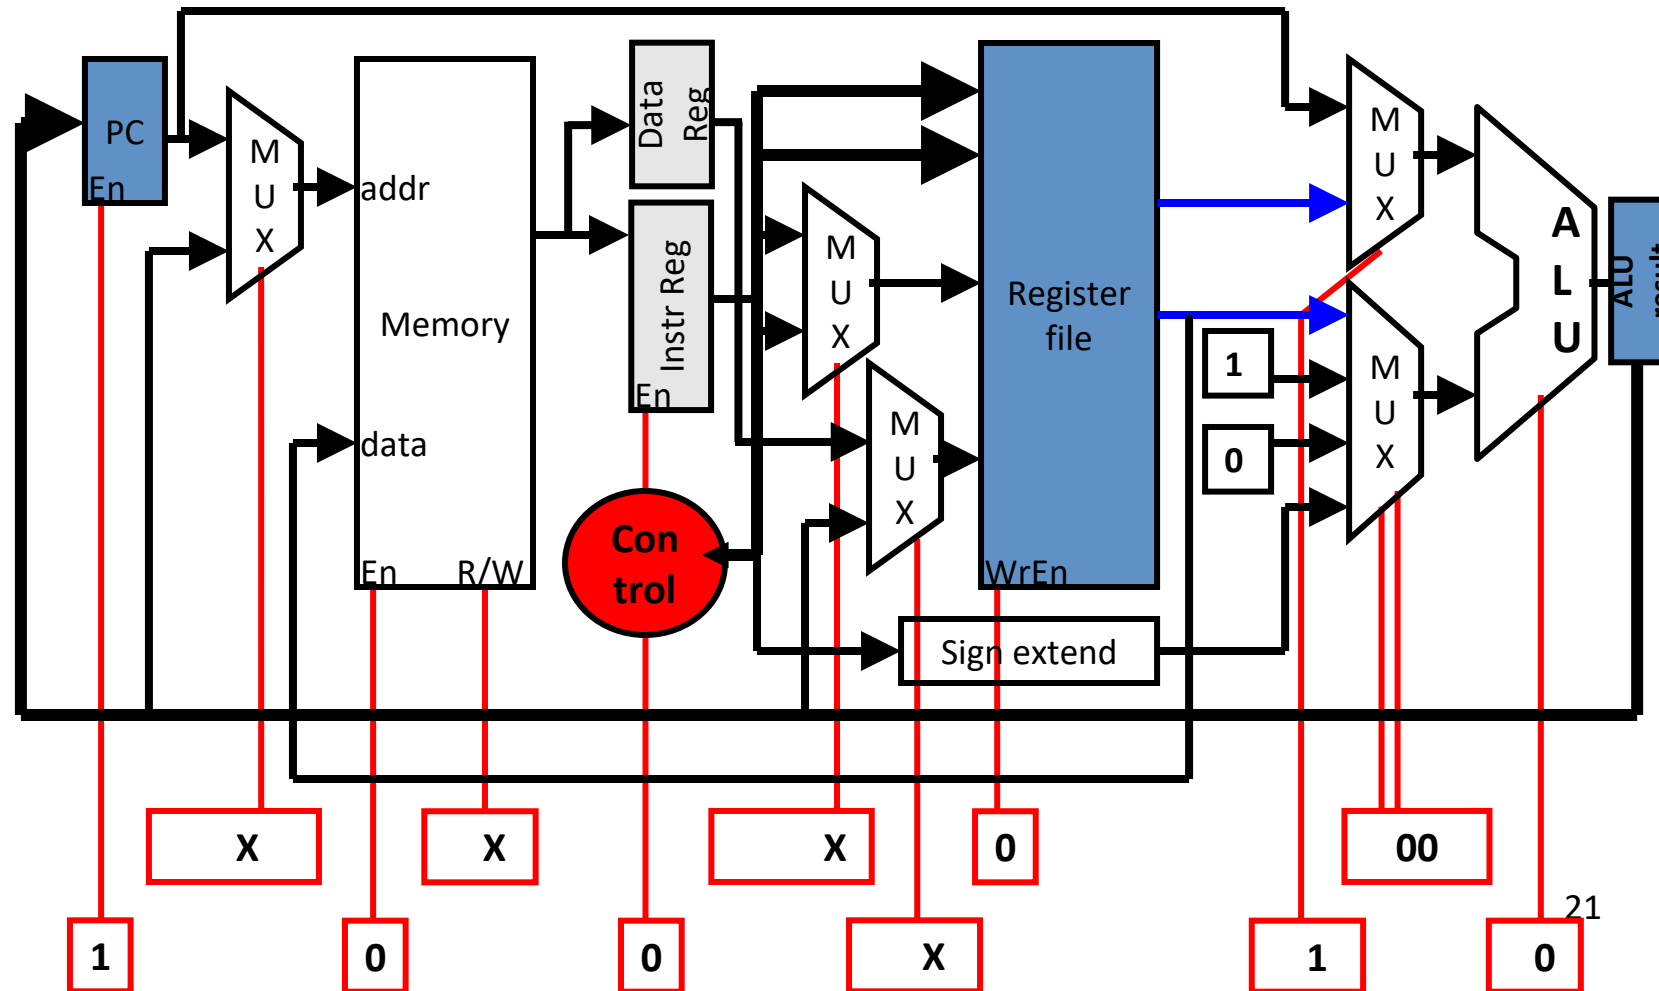 PC
En
M
U
X
addr
data
Memory
En
R/W
Data
Reg
Instr Reg
En
Con
trol
M
U
X
M
U
X
Register
file
WrEn
Sign extend
M
U
X
1
0
M
U
X
A
L
U
ALU
result
X
X
X
0
00
21
1
0
0
X
1
0